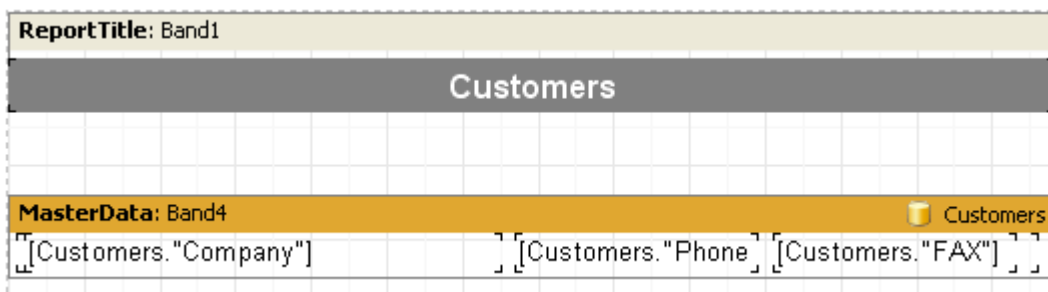 ReportTitle: Band1
Customers
MasterData: Band4 Customers
[Customers."Company"] [Customers."Phone [Customers."FAX"]